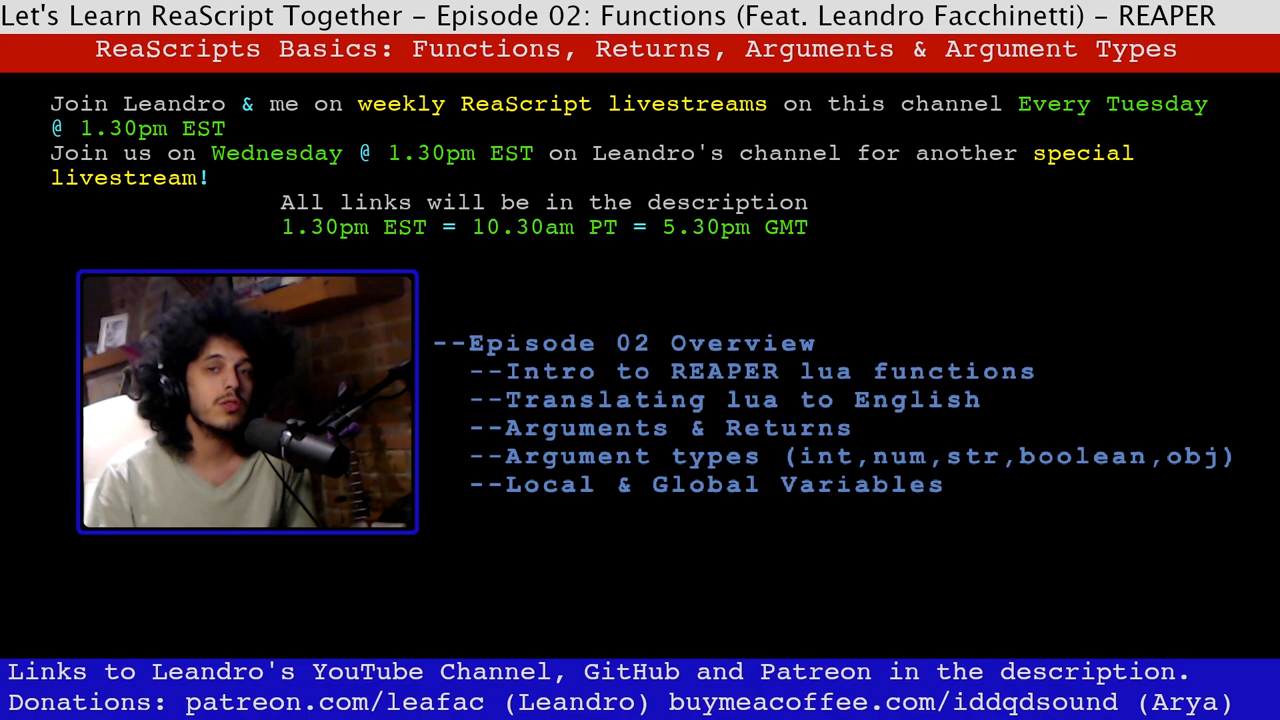 Let's Learn ReaScript Together - Episode 02: Functions (Feat. Leandro Facchinetti) - REAPER
ReaScripts Basics: Functions, Returns, Arguments & Argument Types
Join Leandro & me on weekly ReaScript livestreams on this channel Every Tuesday
@ 1.30pm EST
Join us on Wednesday @ 1.30pm EST on Leandro's channel for another special
livestream!
All links will be in the description
1.30pm EST = 10.30am PT = 5.30pm GMT
--Episode 02 Overview
--Intro to REAPER lua functions
--Translating lua to English
--Arguments & Returns
--Argument types (int,num,str,boolean,obj)
--Local & Global Variables
Links to Leandro's YouTube Channel, GitHub and Patreon in the description.
Donations: patreon.com/leafac (Leandro) buymeacoffee.com/iddqdsound (Arya)